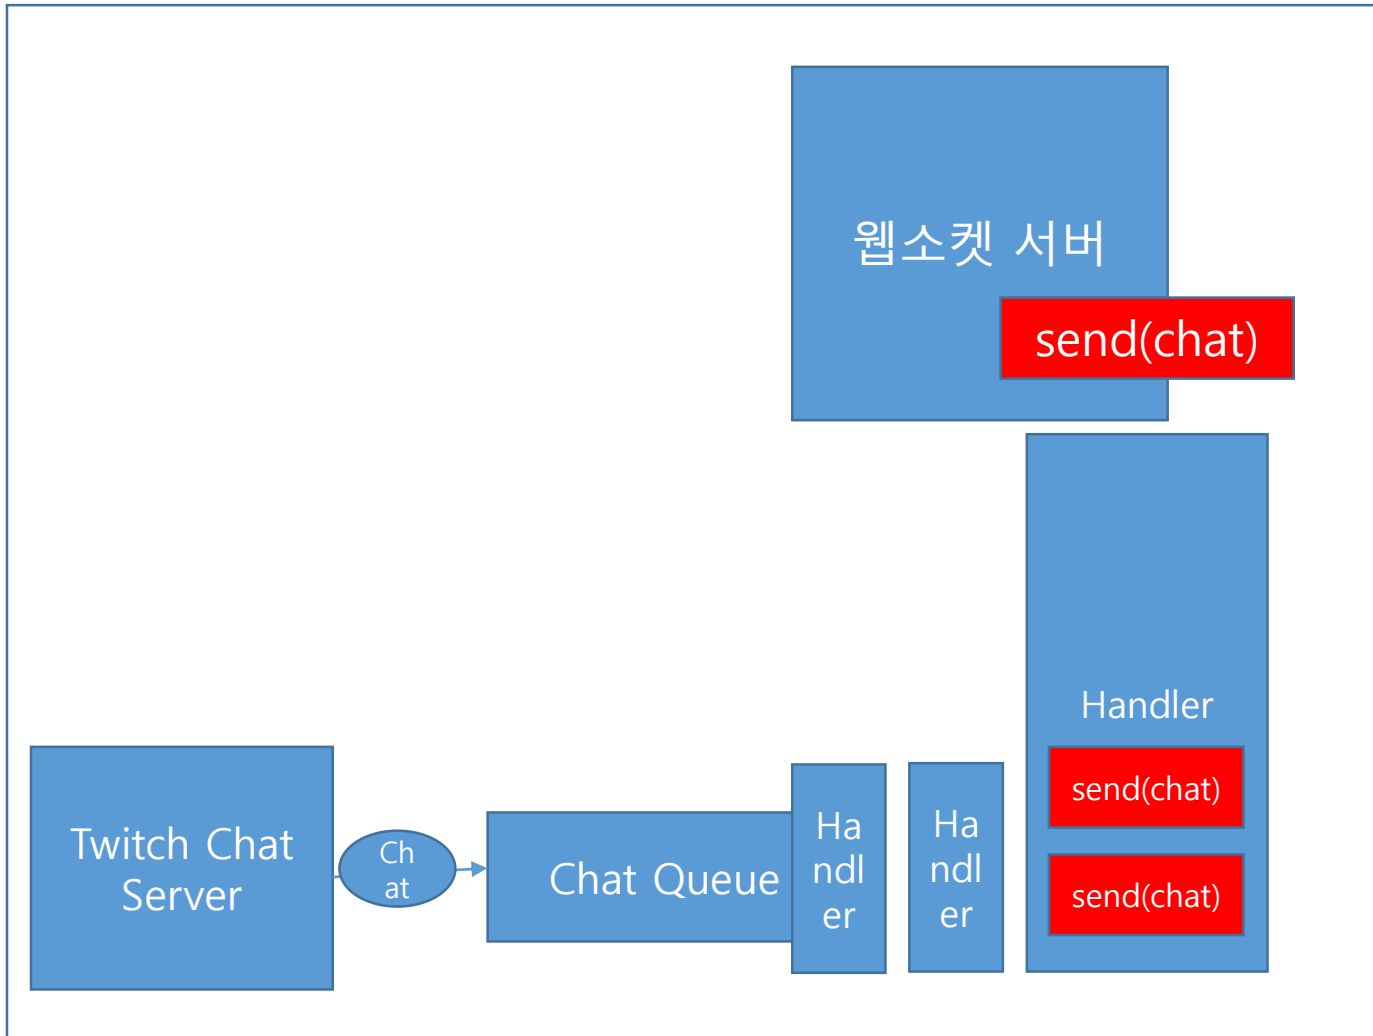 웹소켓 서버
send(chat)
Handler
send(chat)
send(chat)
Twitch Chat
Server
Ch
at
Chat Queue
Ha
ndl
er
Ha
ndl
er